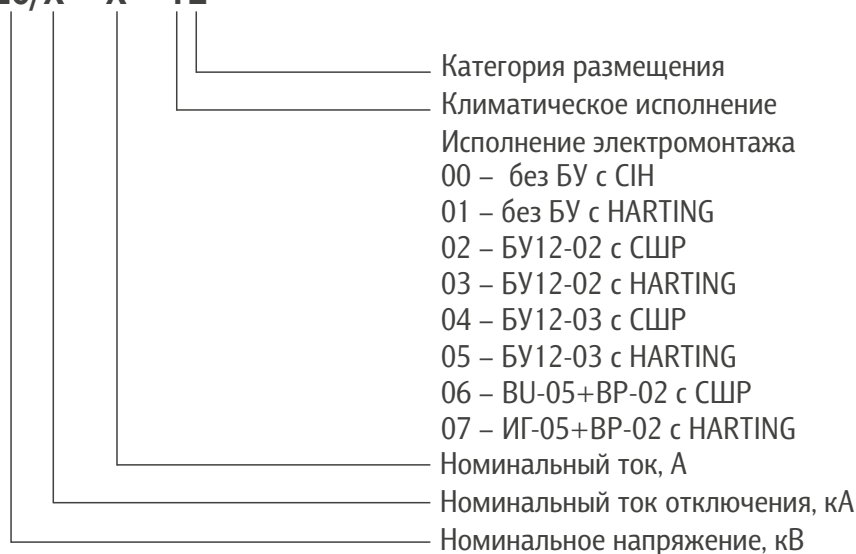 Категория размещения
Климатическое исполнение
Исполнение электромонтажа
00 – без БУ с CIH
01 – без БУ с HARTING
02 – БУ12-02 с СШР
03 – БУ12-02 с HARTING
04 – БУ12-03 с СШР
05 – БУ12-03 с HARTING
06 – BU-05+BP-02 с СШР
07 – ИГ-05+BP-02 с HARTING
Номинальный ток, А
Номинальный ток отключения, кА
Номинальное напряжение, кВ